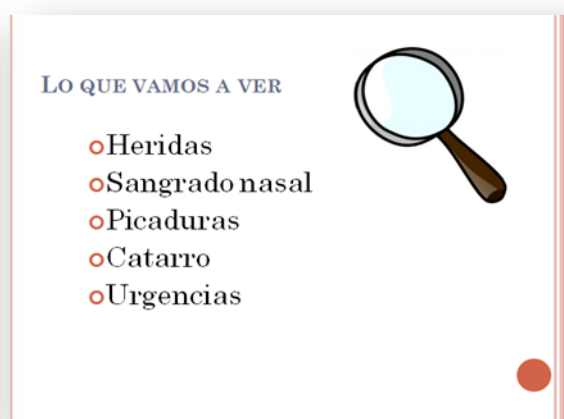 Lo que vamos a ver
Heridas
Sangrado nasal
Picaduras
Catarro
Urgencias